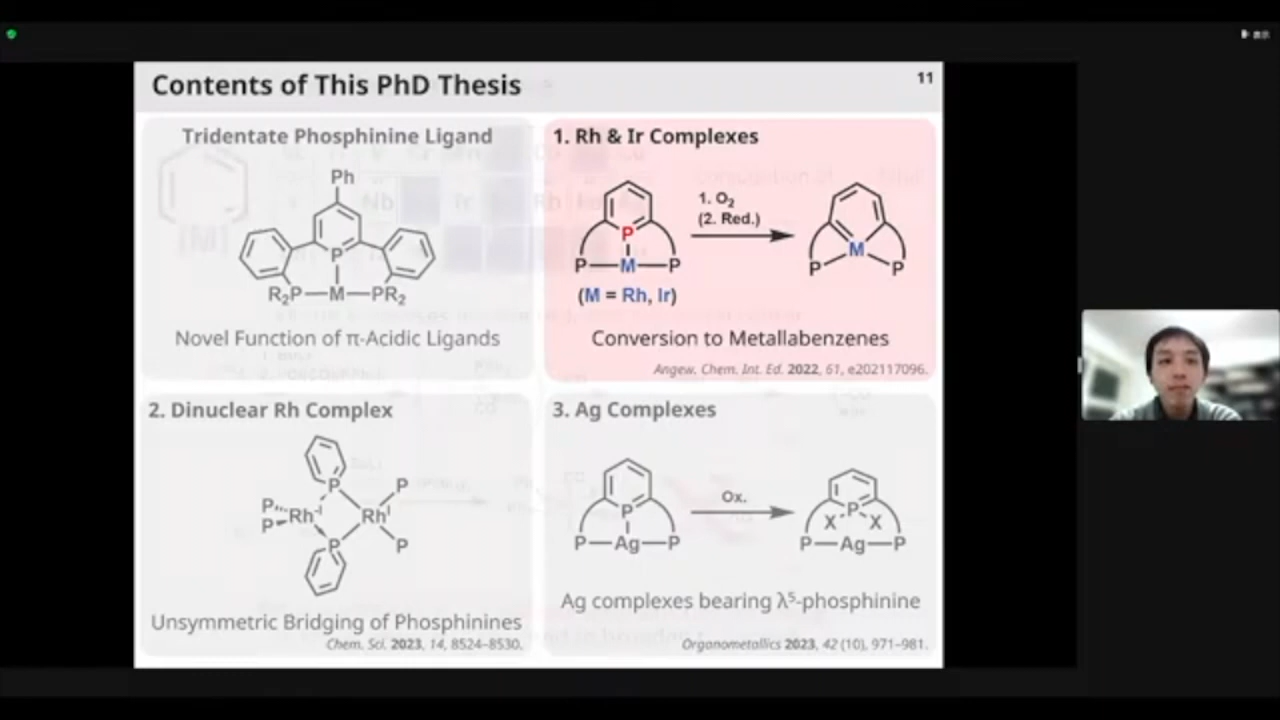 Contents of This PhD Thesis
11
Tridentate Phosphinine Ligand
Ph
P
R₂P—M—PR₂
Novel Function of π-Acidic Ligands
1. Rh & Ir Complexes
P
P—M—P
(M = Rh, Ir)
1. O₂
(2. Red.)
M
P P
Conversion to Metallabenzenes
Angew. Chem. Int. Ed. 2022, 61, e202117096.
2. Dinuclear Rh Complex
P P
P Rh⁻ᴵ Rhᴵ
P
P P
Unsymmetric Bridging of Phosphinines
Chem. Sci. 2023, 14, 8524–8530.
3. Ag Complexes
P
P—Ag—P
Ox.
P
X X
P—Ag—P
Ag complexes bearing λ⁵-phosphinine
Organometallics 2023, 42 (10), 971–981.